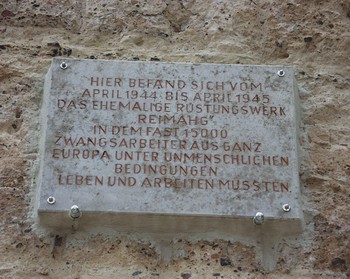 HIER BEFAND SICH VOM
APRIL 1944 BIS APRIL 1945
DAS EHEMALIGE RÜSTUNGSWERK
REIMAHG
IN DEM FAST 15000
ZWANGSARBEITER AUS GANZ
EUROPA UNTER UNMENSCHLICHEN
BEDINGUNGEN
LEBEN UND ARBEITEN MUSSTEN